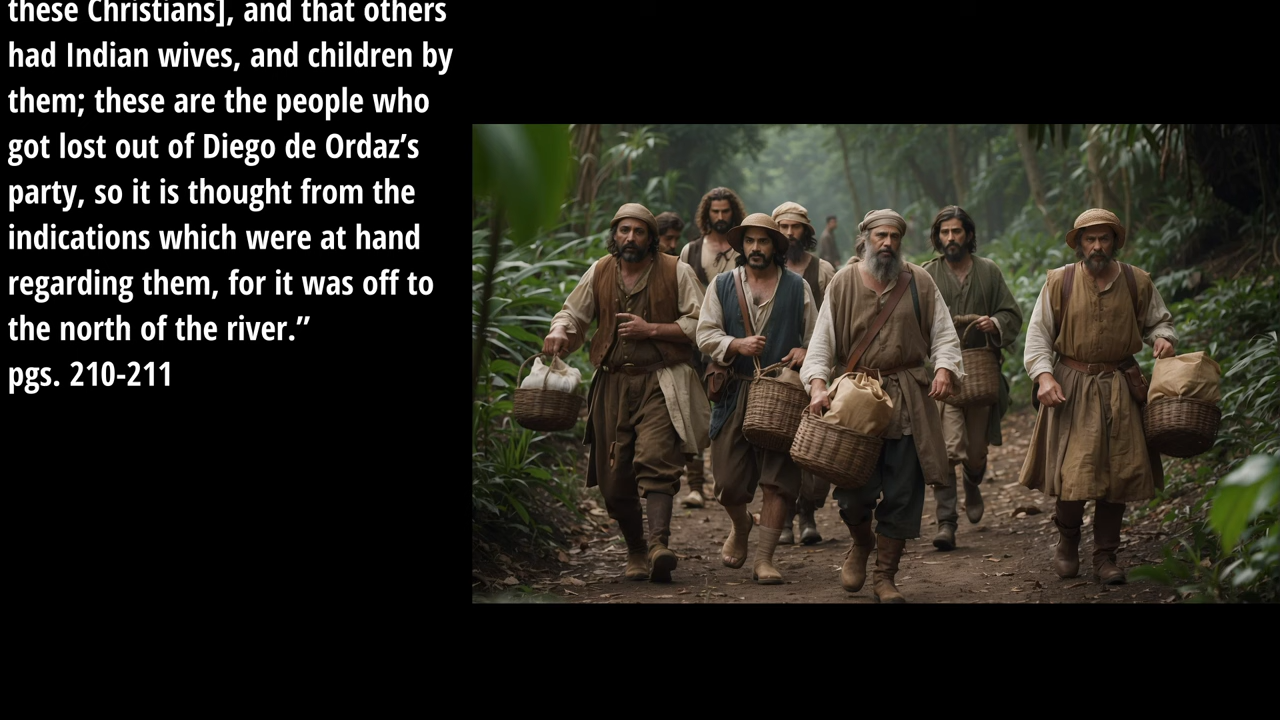 these Christians], and that others
had Indian wives, and children by
them; these are the people who
got lost out of Diego de Ordaz’s
party, so it is thought from the
indications which were at hand
regarding them, for it was off to
the north of the river.”
pgs. 210-211